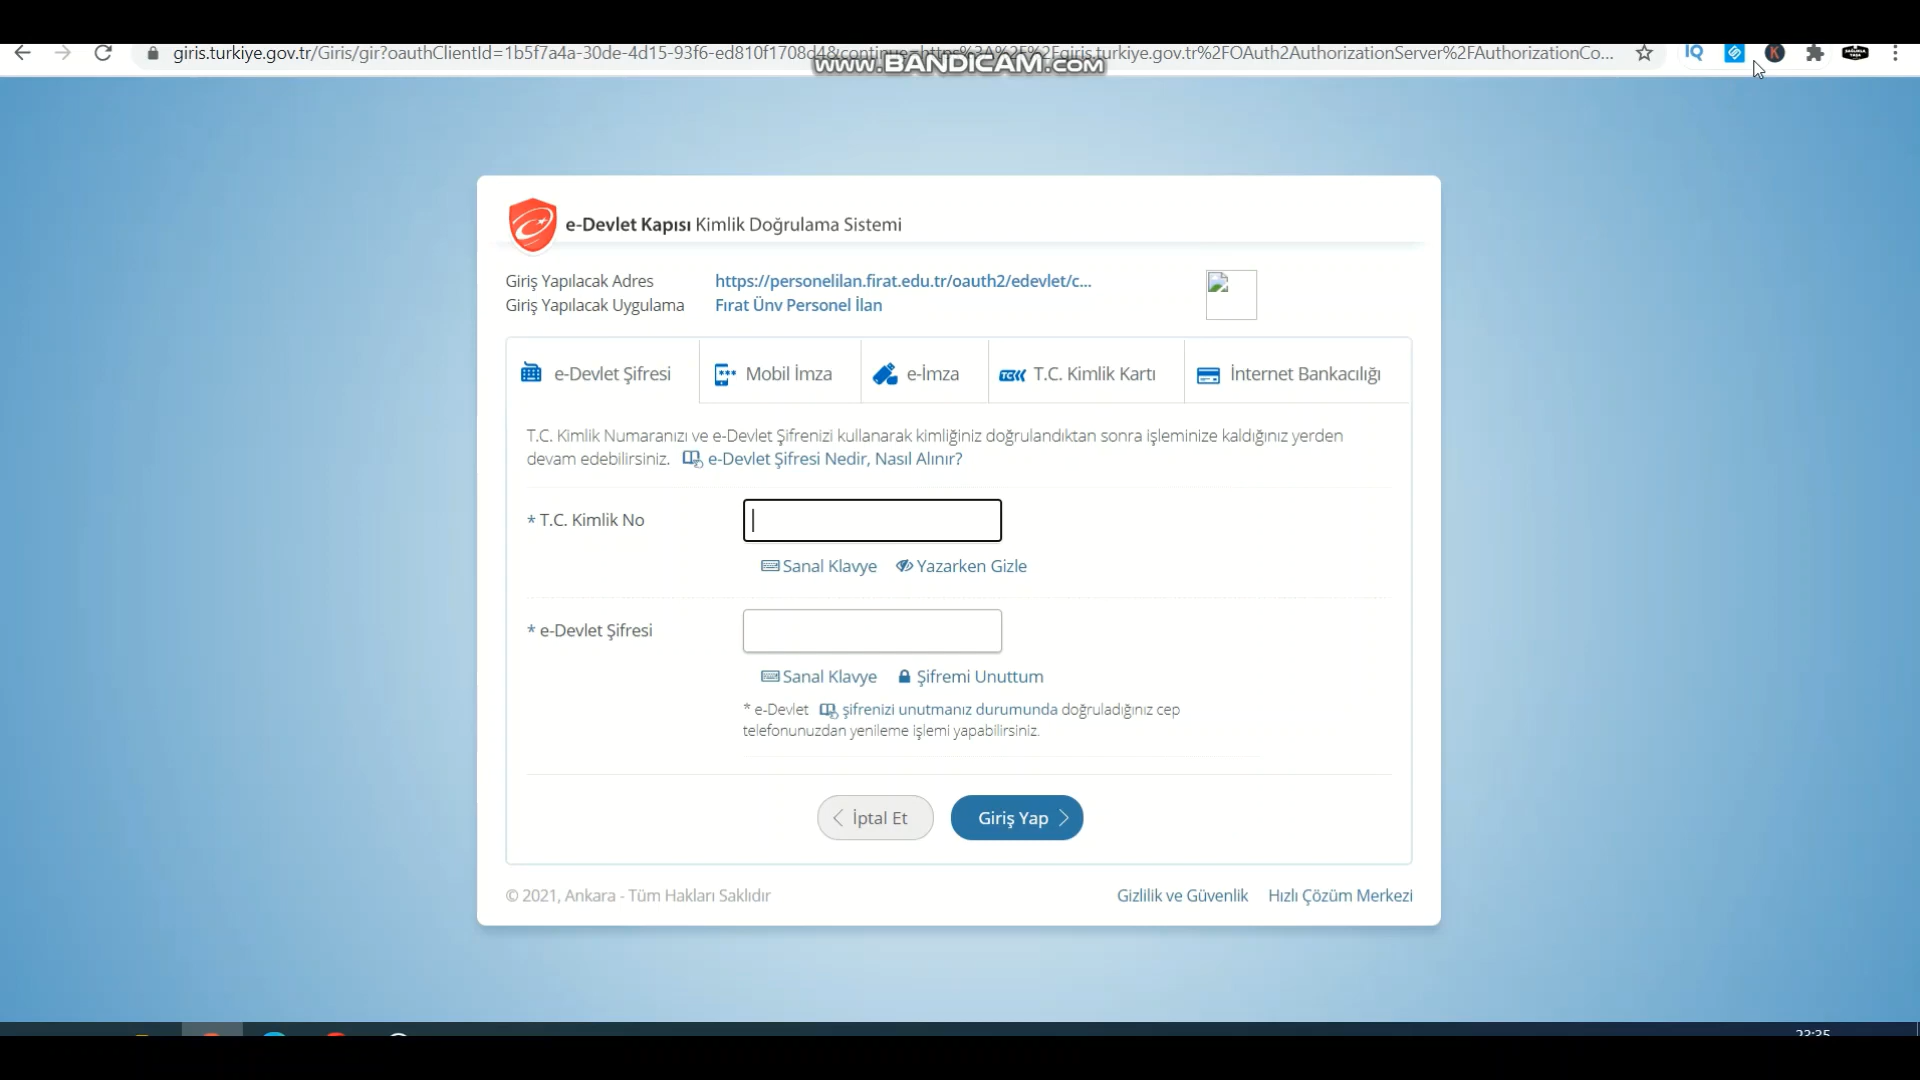 giris.turkiye.gov.tr/Giris/gir?oauthClientId=1b5f7a4a-30de-4d15-93f6-ed810f1708d4&continue=https%3A%2F%2Fgiris.turkiye.gov.tr%2FOAuth2AuthorizationServer%2FAuthorizationCo...
www.BANDICAM.com
e-Devlet Kapısı Kimlik Doğrulama Sistemi
Giriş Yapılacak Adres https://personelilan.firat.edu.tr/oauth2/edevlet/c...
Giriş Yapılacak Uygulama Fırat Ünv Personel İlan
e-Devlet Şifresi Mobil İmza e-İmza T.C. Kimlik Kartı İnternet Bankacılığı
T.C. Kimlik Numaranızı ve e-Devlet Şifrenizi kullanarak kimliğiniz doğrulandıktan sonra işleminize kaldığınız yerden
devam edebilirsiniz. e-Devlet Şifresi Nedir, Nasıl Alınır?
* T.C. Kimlik No
Sanal Klavye Yazarken Gizle
* e-Devlet Şifresi
Sanal Klavye Şifremi Unuttum
* e-Devlet şifrenizi unutmanız durumunda doğruladığınız cep
telefonunuzdan yenileme işlemi yapabilirsiniz.
İptal Et Giriş Yap
© 2021, Ankara - Tüm Hakları Saklıdır Gizlilik ve Güvenlik Hızlı Çözüm Merkezi